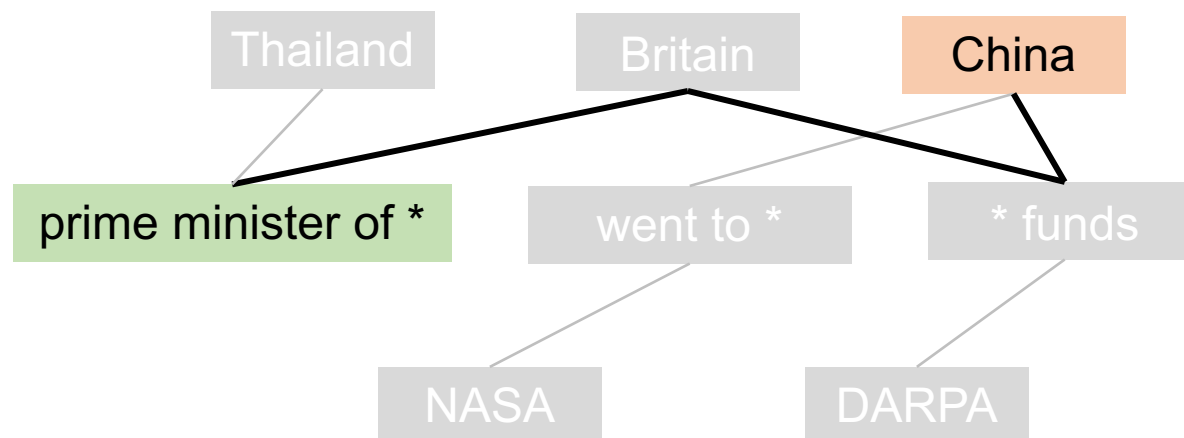 Thailand
Britain
China
prime minister of *
went to *
* funds
NASA
DARPA